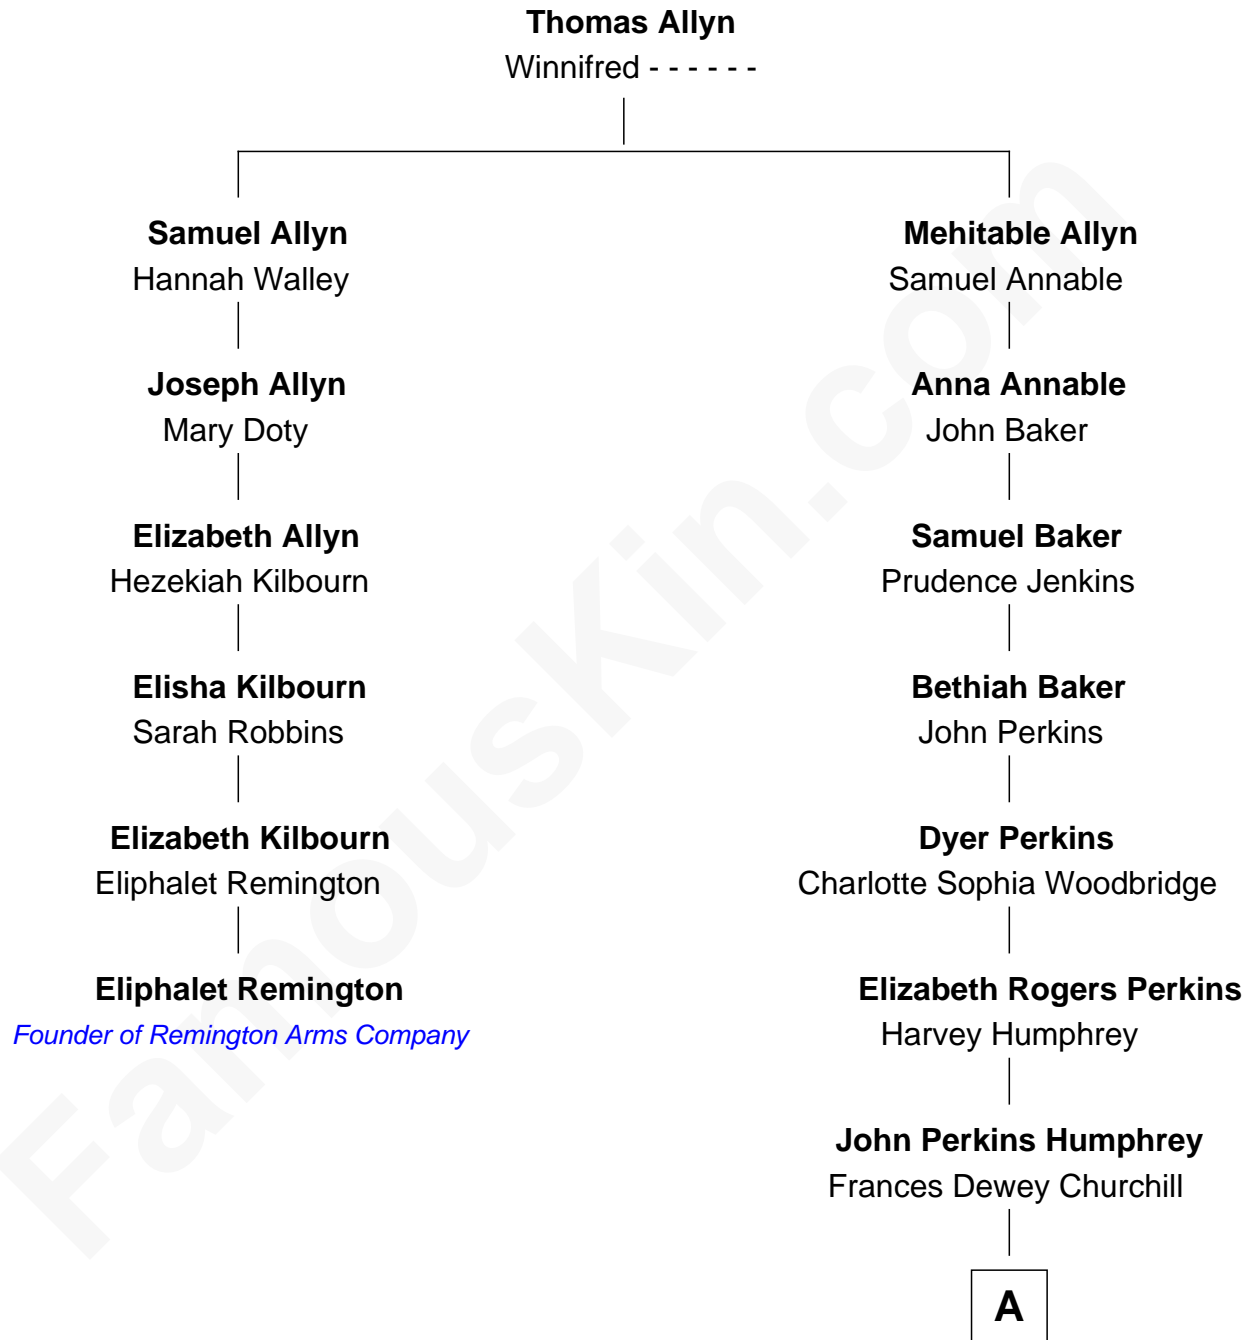 Thomas Allyn
Winnifred - - - - - -
Samuel Allyn
Hannah Walley
Joseph Allyn
Mary Doty
Elizabeth Allyn
Hezekiah Kilbourn
Elisha Kilbourn
Sarah Robbins
Elizabeth Kilbourn
Eliphalet Remington
Eliphalet Remington
Founder of Remington Arms Company
Mehitable Allyn
Samuel Annable
Anna Annable
John Baker
Samuel Baker
Prudence Jenkins
Bethiah Baker
John Perkins
Dyer Perkins
Charlotte Sophia Woodbridge
Elizabeth Rogers Perkins
Harvey Humphrey
John Perkins Humphrey
Frances Dewey Churchill
A
FamousKin.com